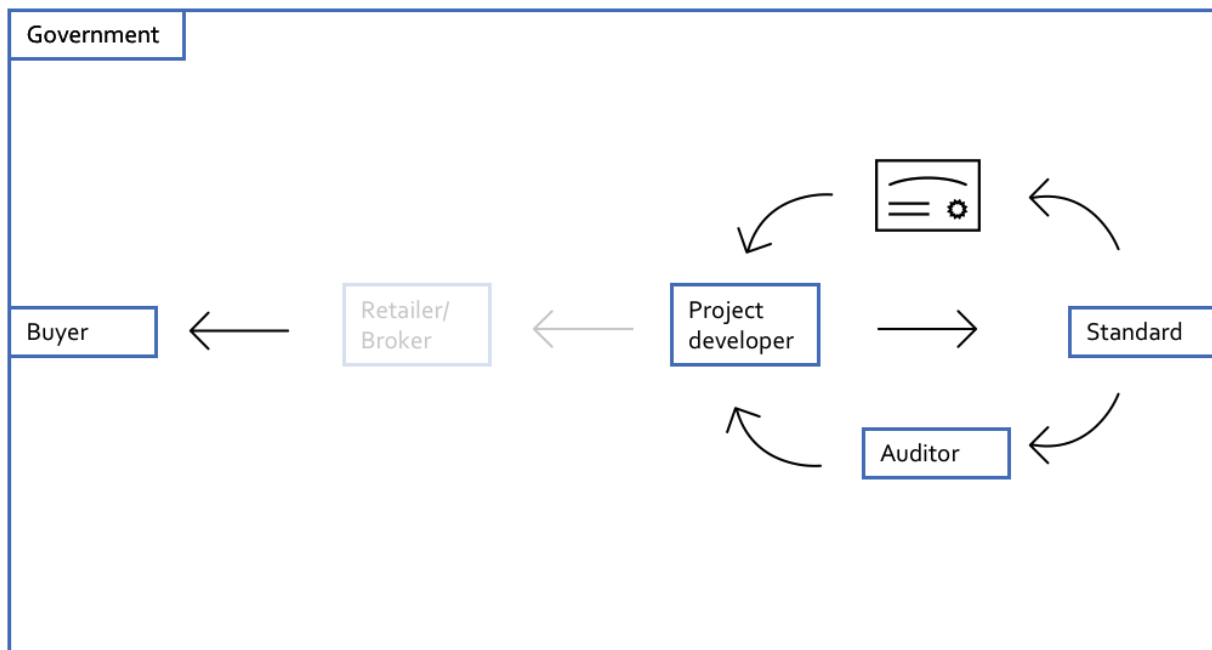 Government
Buyer
Retailer/
Broker
Project
developer
Standard
Auditor